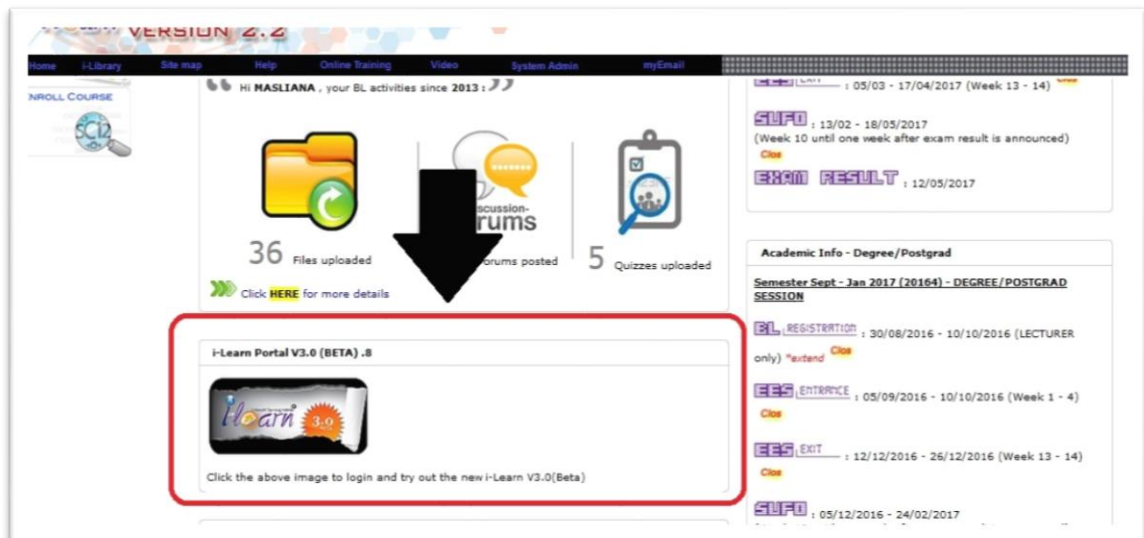 VERSION 2.2
Home i-Library Site map Help Online Training Video System Admin myEmail
ENROLL COURSE
SCi2
Hi MASLIANA , your BL activities since 2013 :
36 Files uploaded
forums posted
5 Quizzes uploaded
Click HERE for more details
i-Learn Portal V3.0 (BETA) .8
ilearn 3.0
Click the above image to login and try out the new i-Learn V3.0(Beta)
EES EXIT : 05/03 - 17/04/2017 (Week 13 - 14)
SUFO : 13/02 - 18/05/2017
(Week 10 until one week after exam result is announced)
Clos
EXAM RESULT : 12/05/2017
Academic Info - Degree/Postgrad
Semester Sept - Jan 2017 (20164) - DEGREE/POSTGRAD
SESSION
BL REGISTRATION : 30/08/2016 - 10/10/2016 (LECTURER
only) *extend Clos
EES ENTRANCE : 05/09/2016 - 10/10/2016 (Week 1 - 4)
Clos
EES EXIT : 12/12/2016 - 26/12/2016 (Week 13 - 14)
Clos
SUFO : 05/12/2016 - 24/02/2017